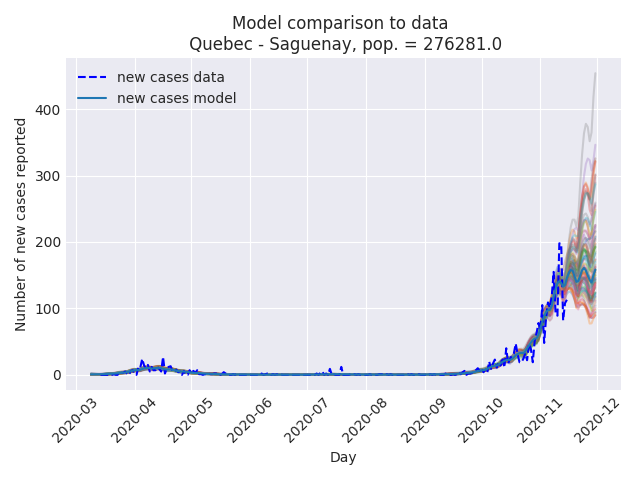 Model comparison to data
Quebec - Saguenay, pop. = 276281.0
new cases data
new cases model
Number of new cases reported
400
300
200
100
0
2020-03
2020-04
2020-05
2020-06
2020-07
2020-08
2020-09
2020-10
2020-11
2020-12
Day